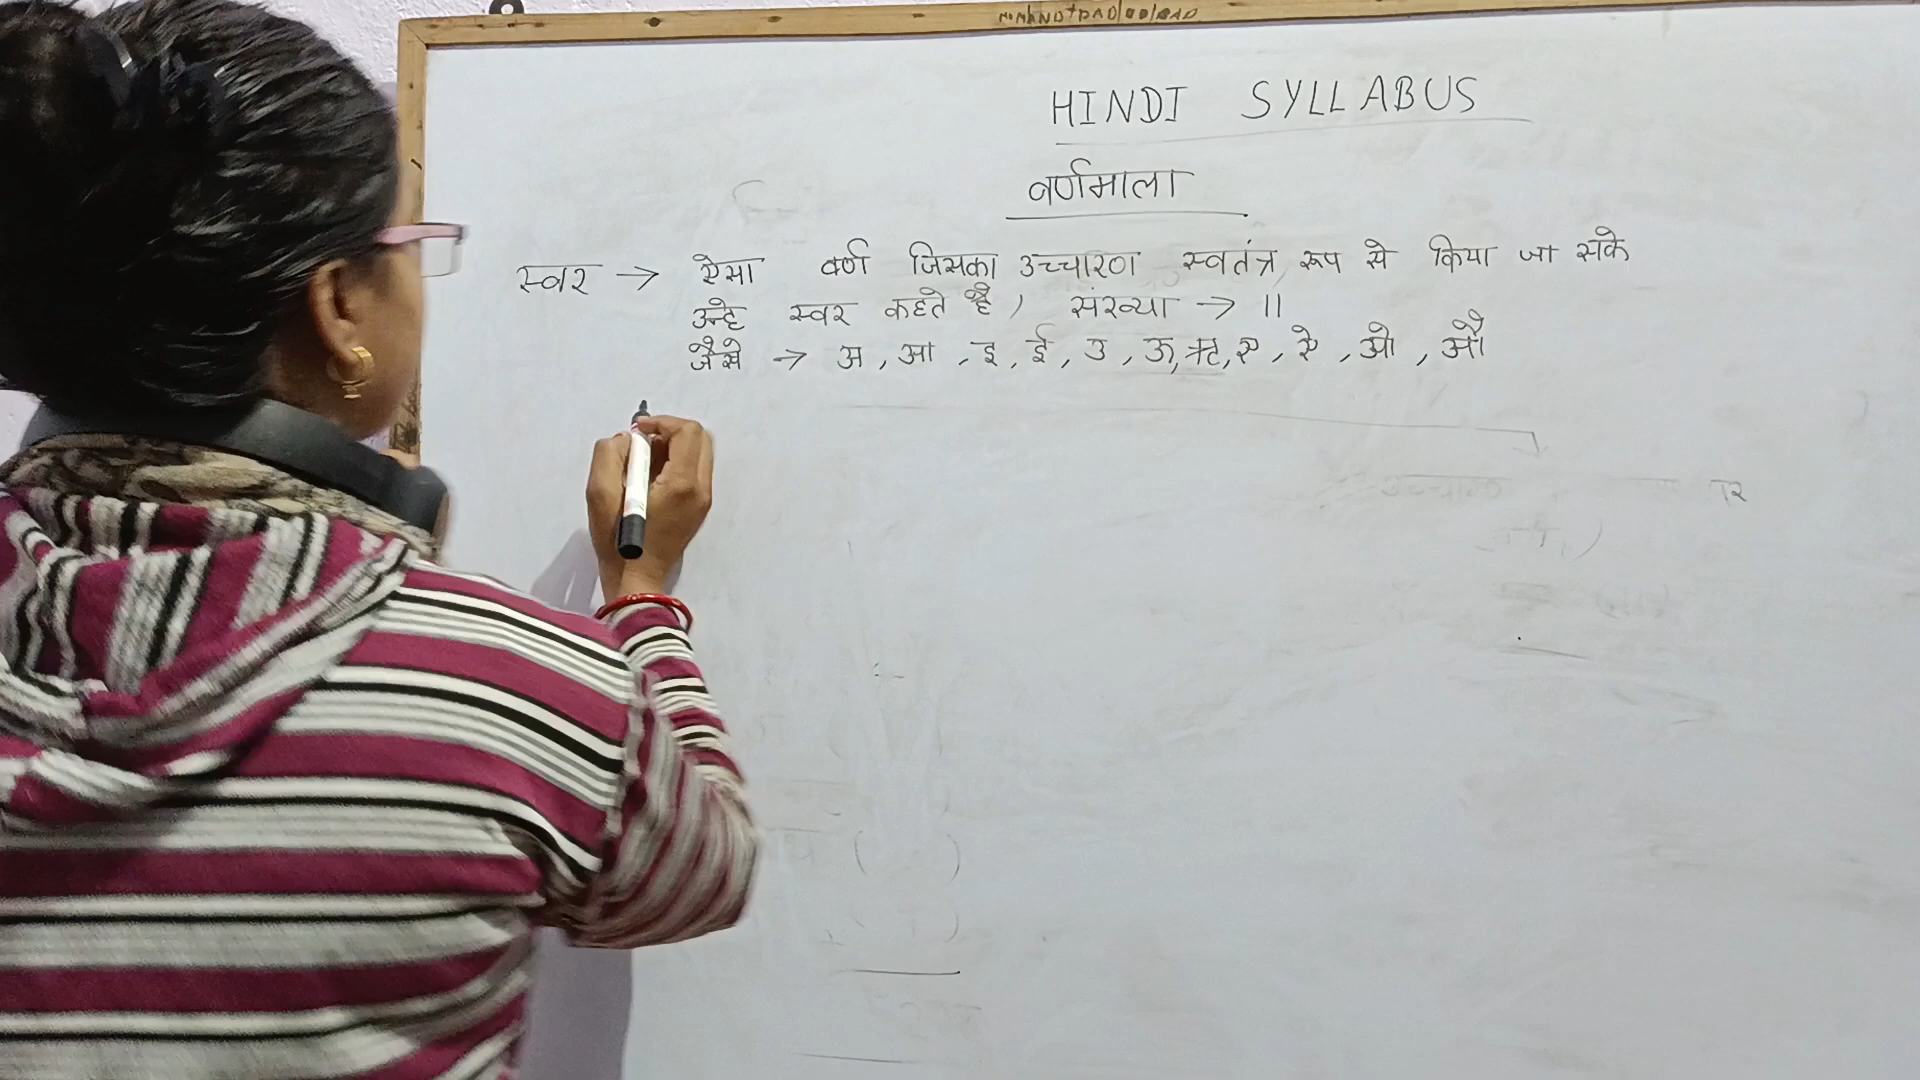 HINDI SYLLABUS
वर्णमाला
स्वर → ऐसा वर्ण जिसका उच्चारण स्वतंत्र रूप से किया जा सके
उन्हे स्वर कहते है, संख्या → 11
जैसे → अ, आ, इ, ई, उ, ऊ, ऋ, ए, ऐ, ओ, औ